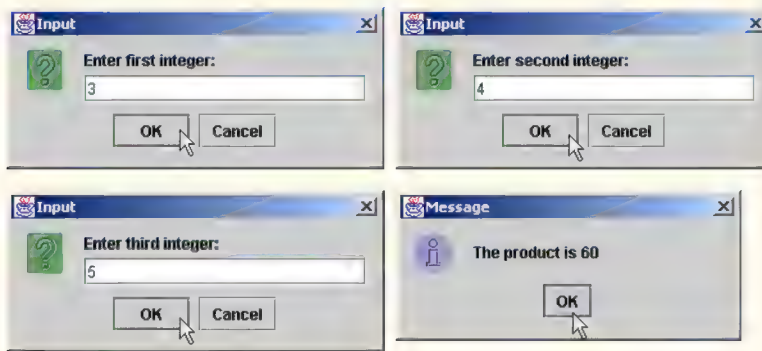 Input
Enter first integer:
3
OK Cancel
Input
Enter second integer:
4
OK Cancel
Input
Enter third integer:
5
OK Cancel
Message
The product is 60
OK